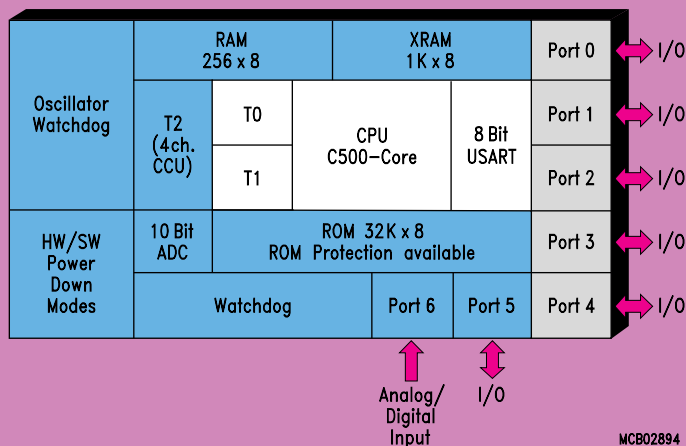 RAM
256 x 8
XRAM
1K x 8
Port 0
I/O
Oscillator
Watchdog
T2
(4ch.
CCU)
T0
T1
CPU
C500-Core
8 Bit
USART
Port 1
I/O
Port 2
I/O
HW/SW
Power
Down
Modes
10 Bit
ADC
ROM 32K x 8
ROM Protection available
Port 3
I/O
Watchdog
Port 6
Port 5
Port 4
I/O
Analog/
Digital
Input
I/O
MCB02894